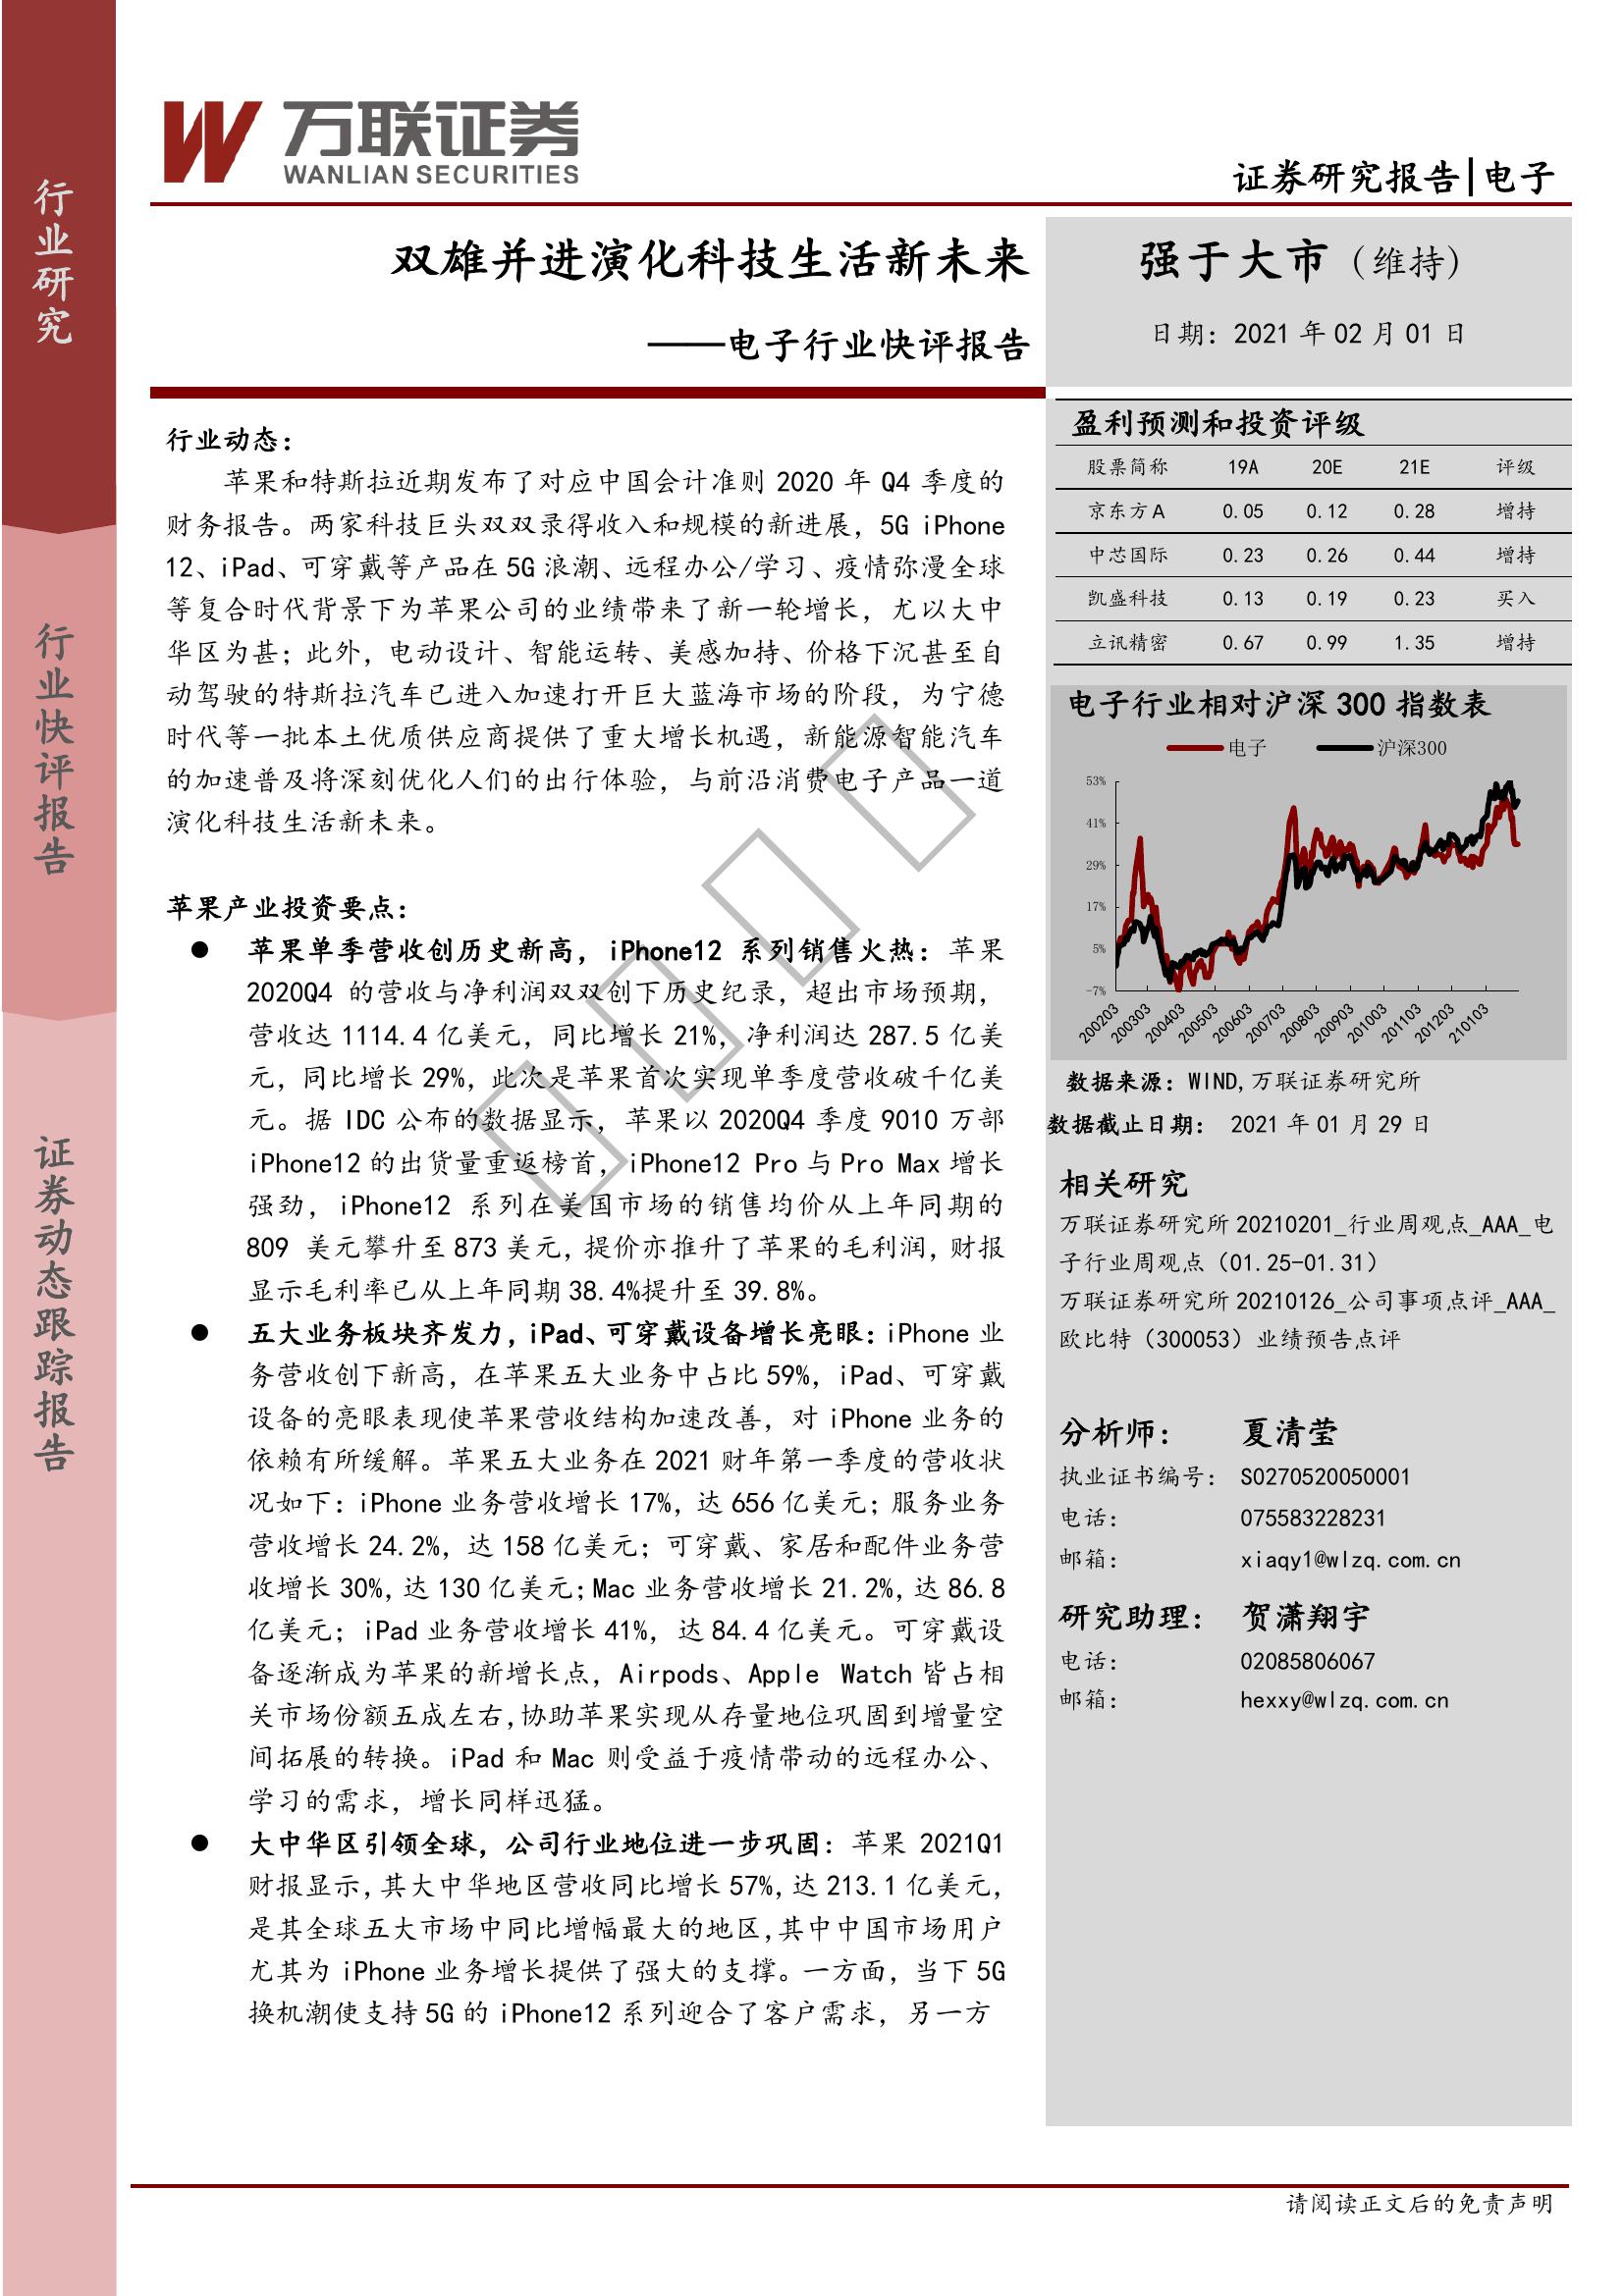 行业研究
行业快评报告
证券动态跟踪报告
万联证券
WANLIAN SECURITIES
证券研究报告|电子
双雄并进演化科技生活新未来
——电子行业快评报告
强于大市（维持）
日期：2021 年 02 月 01 日
行业动态：
苹果和特斯拉近期发布了对应中国会计准则 2020 年 Q4 季度的
财务报告。两家科技巨头双双录得收入和规模的新进展，5G iPhone
12、iPad、可穿戴等产品在 5G 浪潮、远程办公/学习、疫情弥漫全球
等复合时代背景下为苹果公司的业绩带来了新一轮增长，尤以大中
华区为甚；此外，电动设计、智能运转、美感加持、价格下沉甚至自
动驾驶的特斯拉汽车已进入加速打开巨大蓝海市场的阶段，为宁德
时代等一批本土优质供应商提供了重大增长机遇，新能源智能汽车
的加速普及将深刻优化人们的出行体验，与前沿消费电子产品一道
演化科技生活新未来。
苹果产业投资要点：
● 苹果单季营收创历史新高，iPhone12 系列销售火热：苹果
2020Q4 的营收与净利润双双创下历史纪录，超出市场预期，
营收达 1114.4 亿美元，同比增长 21%，净利润达 287.5 亿美
元，同比增长 29%，此次是苹果首次实现单季度营收破千亿美
元。据 IDC 公布的数据显示，苹果以 2020Q4 季度 9010 万部
iPhone12 的出货量重返榜首，iPhone12 Pro 与 Pro Max 增长
强劲，iPhone12 系列在美国市场的销售均价从上年同期的
809 美元攀升至 873 美元，提价亦推升了苹果的毛利润，财报
显示毛利率已从上年同期 38.4%提升至 39.8%。
● 五大业务板块齐发力，iPad、可穿戴设备增长亮眼：iPhone 业
务营收创下新高，在苹果五大业务中占比 59%，iPad、可穿戴
设备的亮眼表现使苹果营收结构加速改善，对 iPhone 业务的
依赖有所缓解。苹果五大业务在 2021 财年第一季度的营收状
况如下：iPhone 业务营收增长 17%，达 656 亿美元；服务业务
营收增长 24.2%，达 158 亿美元；可穿戴、家居和配件业务营
收增长 30%，达 130 亿美元；Mac 业务营收增长 21.2%，达 86.8
亿美元；iPad 业务营收增长 41%，达 84.4 亿美元。可穿戴设
备逐渐成为苹果的新增长点，Airpods、Apple Watch 皆占相
关市场份额五成左右，协助苹果实现从存量地位巩固到增量空
间拓展的转换。iPad 和 Mac 则受益于疫情带动的远程办公、
学习的需求，增长同样迅猛。
● 大中华区引领全球，公司行业地位进一步巩固：苹果 2021Q1
财报显示，其大中华地区营收同比增长 57%，达 213.1 亿美元，
是其全球五大市场中同比增幅最大的地区，其中中国市场用户
尤其为 iPhone 业务增长提供了强大的支撑。一方面，当下 5G
换机潮使支持 5G 的 iPhone12 系列迎合了客户需求，另一方
盈利预测和投资评级
股票简称 19A 20E 21E 评级
京东方A 0.05 0.12 0.28 增持
中芯国际 0.23 0.26 0.44 增持
凯盛科技 0.13 0.19 0.23 买入
立讯精密 0.67 0.99 1.35 增持
电子行业相对沪深 300 指数表
电子 沪深300
53%
41%
29%
17%
5%
-7%
200203 200303 200403 200503 200603 200703 200803 200903 201003 201103 201203 210103
数据来源：WIND,万联证券研究所
数据截止日期： 2021 年 01 月 29 日
相关研究
万联证券研究所 20210201_行业周观点_AAA_电
子行业周观点（01.25-01.31）
万联证券研究所 20210126_公司事项点评_AAA_
欧比特（300053）业绩预告点评
分析师： 夏清莹
执业证书编号： S0270520050001
电话： 075583228231
邮箱： xiaqy1@wlzq.com.cn
研究助理： 贺潇翔宇
电话： 02085806067
邮箱： hexxy@wlzq.com.cn
请阅读正文后的免责声明